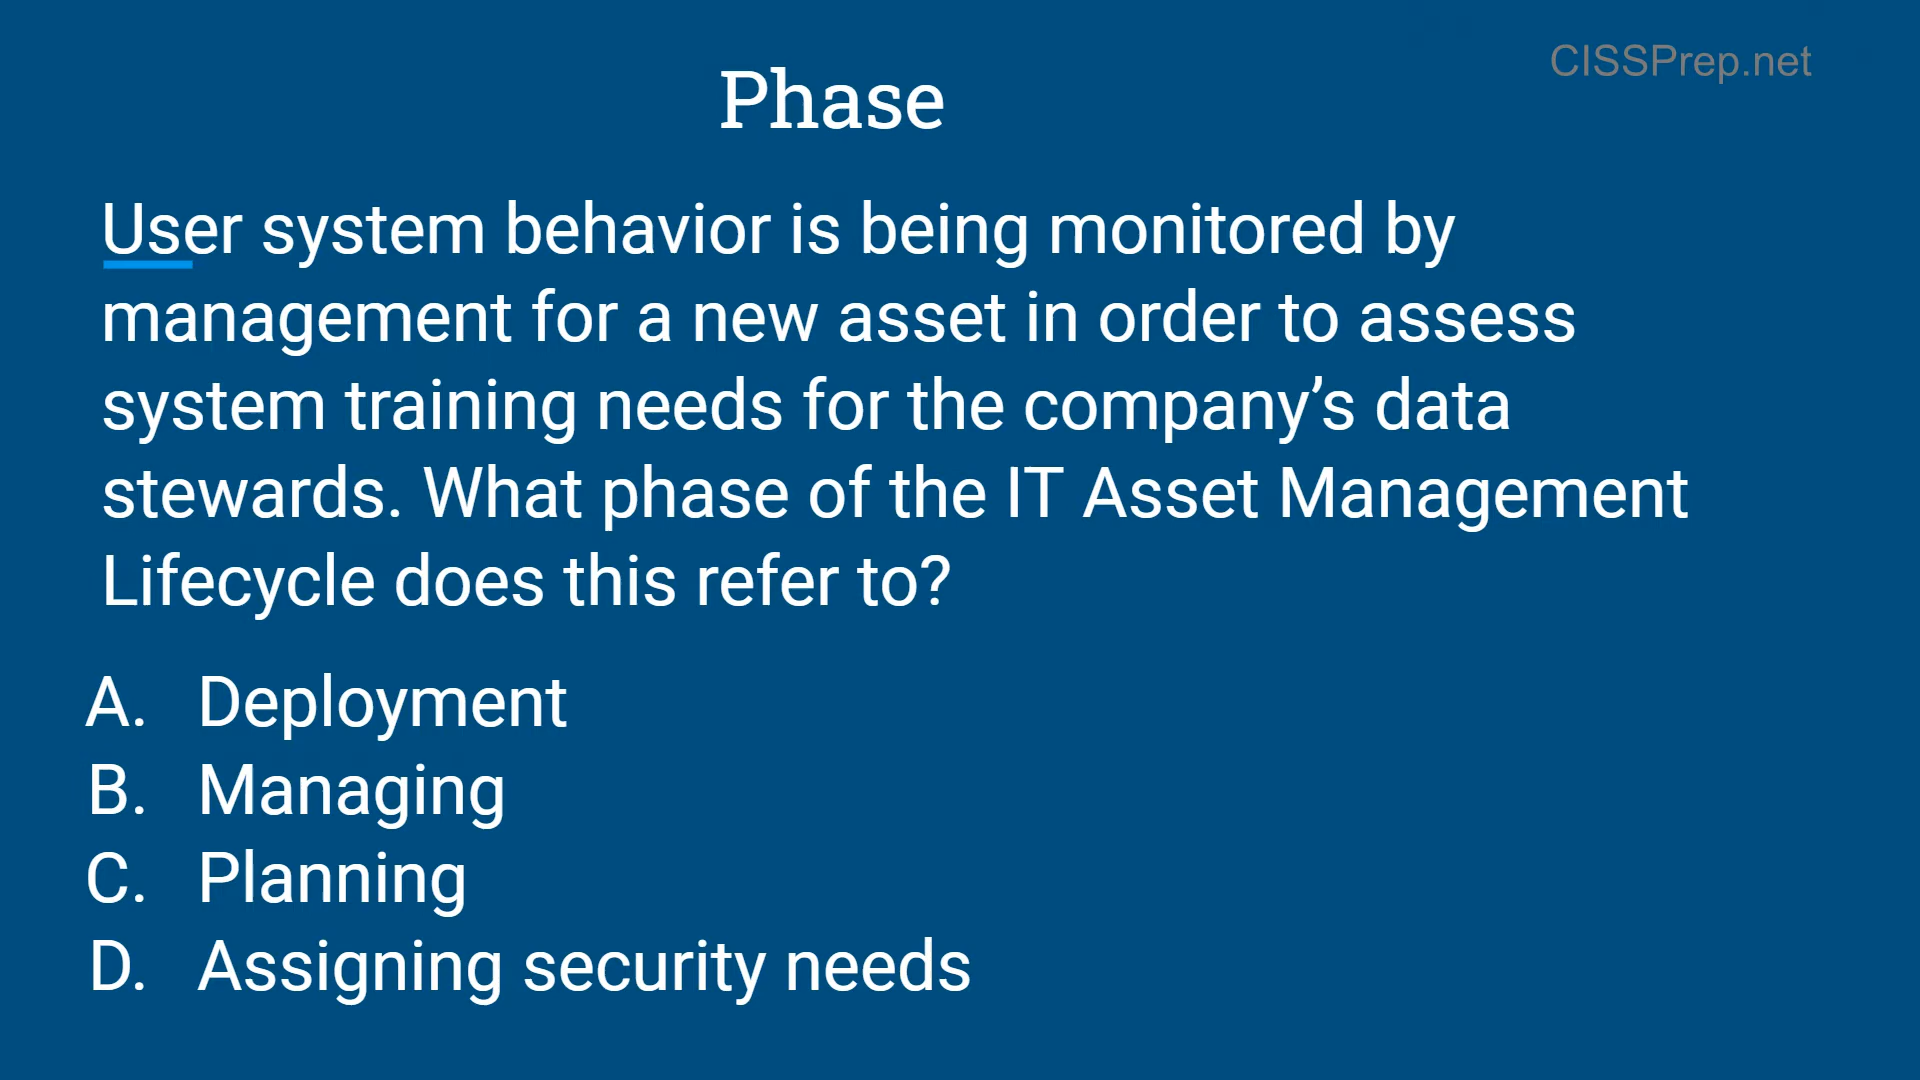 CISSPrep.net
Phase
User system behavior is being monitored by
management for a new asset in order to assess
system training needs for the company’s data
stewards. What phase of the IT Asset Management
Lifecycle does this refer to?
A. Deployment
B. Managing
C. Planning
D. Assigning security needs